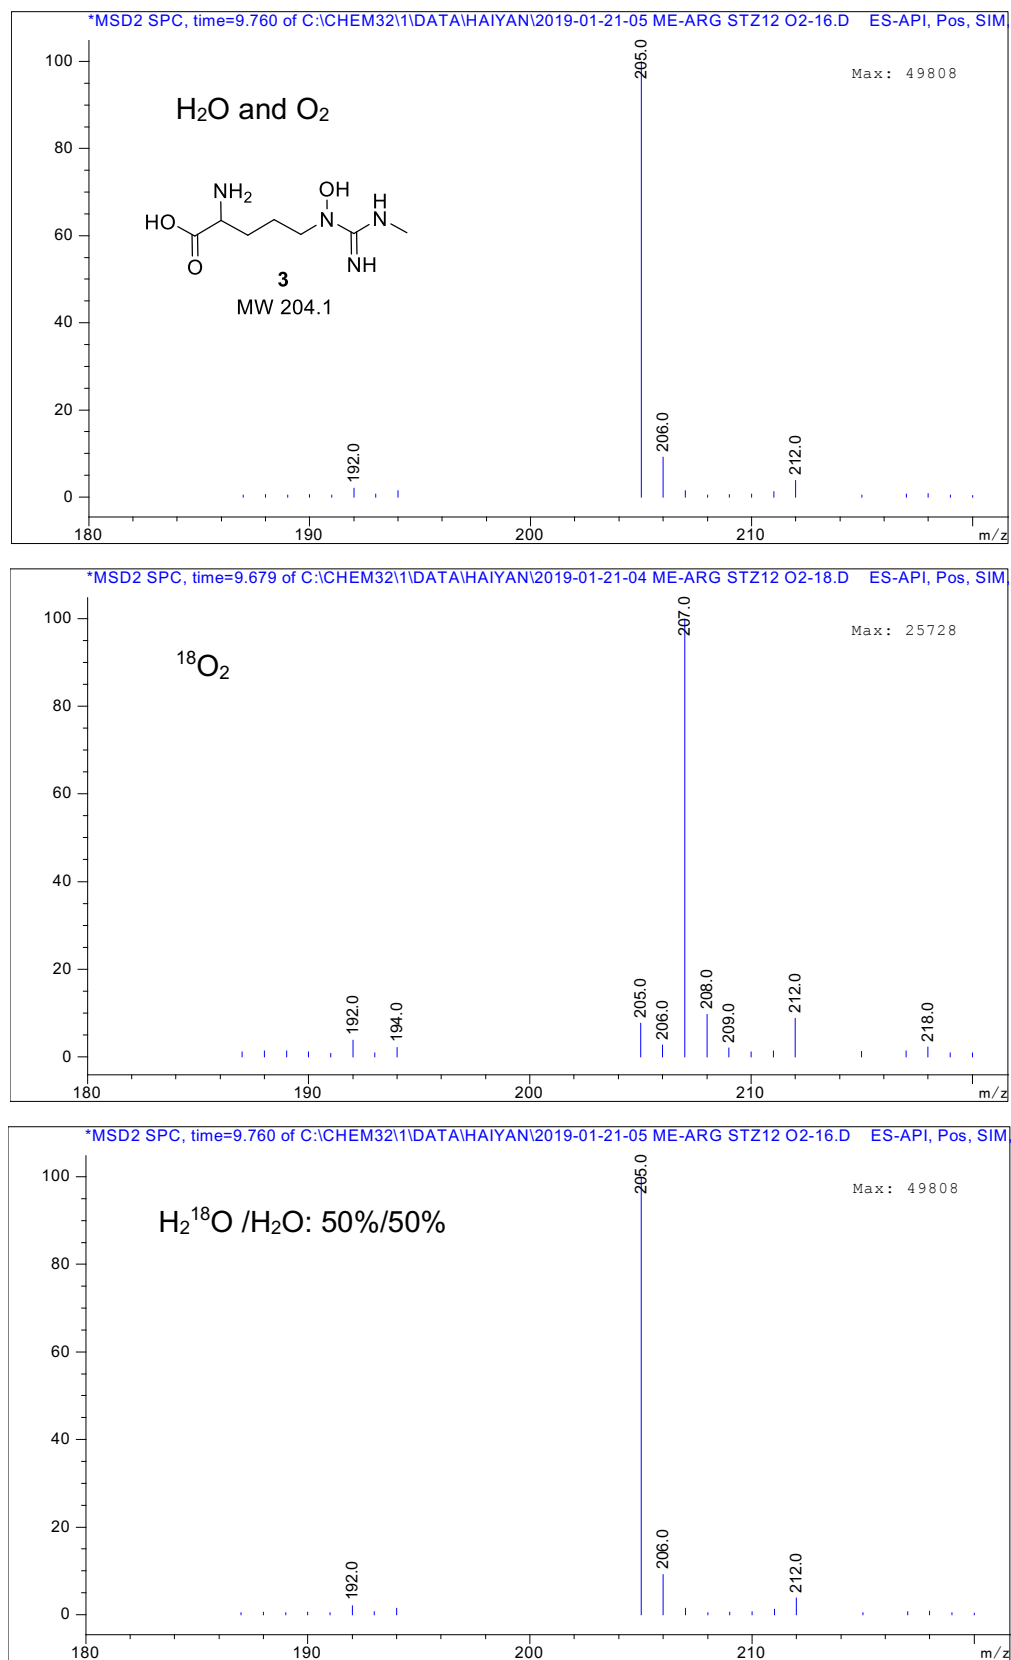 *MSD2 SPC, time=9.760 of C:\CHEM32\1\DATA\HAIYAN\2019-01-21-05 ME-ARG STZ12 O2-16.D ES-API, Pos, SIM,
205.0
100
Max: 49808
H₂O and O₂
80
NH₂
OH
H
HO
N
N
60
O
NH
3
MW 204.1
40
20
192.0
206.0
212.0
0
180
190
200
210
m/z
*MSD2 SPC, time=9.679 of C:\CHEM32\1\DATA\HAIYAN\2019-01-21-04 ME-ARG STZ12 O2-18.D ES-API, Pos, SIM,
207.0
100
Max: 25728
¹⁸O₂
80
60
40
20
192.0
194.0
205.0
206.0
208.0
209.0
212.0
218.0
0
180
190
200
210
m/z
*MSD2 SPC, time=9.760 of C:\CHEM32\1\DATA\HAIYAN\2019-01-21-05 ME-ARG STZ12 O2-16.D ES-API, Pos, SIM,
205.0
100
Max: 49808
H₂¹⁸O /H₂O: 50%/50%
80
60
40
20
192.0
206.0
212.0
0
180
190
200
210
m/z